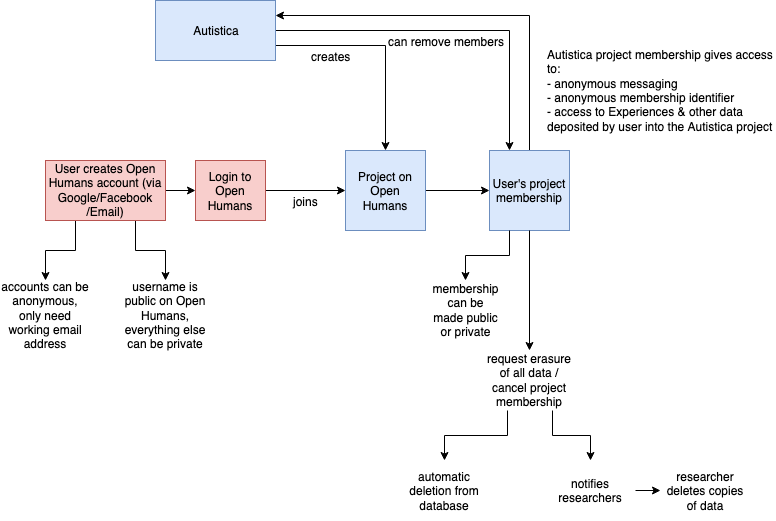 Autistica
can remove members
creates
Autistica project membership gives access
to:
- anonymous messaging
- anonymous membership identifier
- access to Experiences & other data
deposited by user into the Autistica project
User creates Open
Humans account (via
Google/Facebook
/Email)
Login to
Open
Humans
joins
Project on
Open
Humans
User's project
membership
accounts can be
anonymous,
only need
working email
address
username is
public on Open
Humans,
everything else
can be private
membership
can be
made public
or private
request erasure
of all data /
cancel project
membership
automatic
deletion from
database
notifies
researchers
researcher
deletes copies
of data